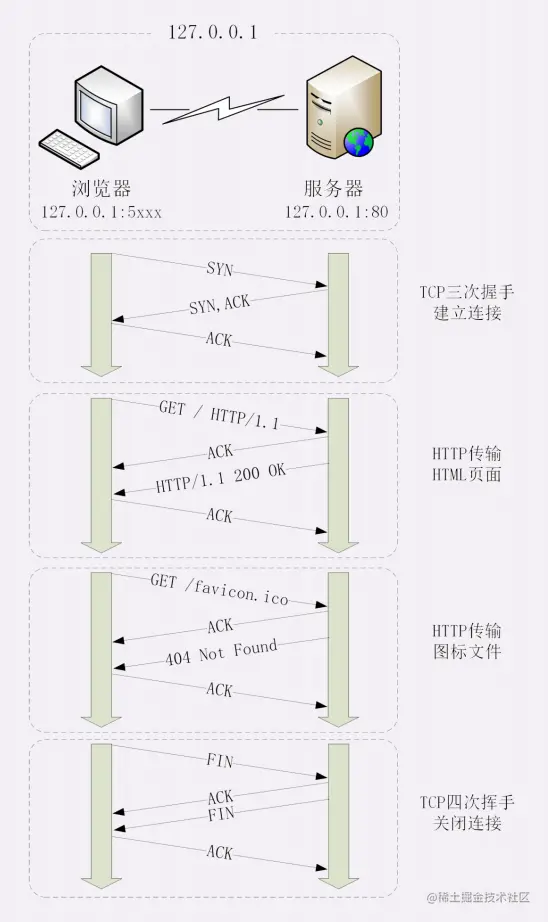 127.0.0.1
浏览器
服务器
127.0.0.1:5xxx
127.0.0.1:80
SYN
SYN,ACK
ACK
TCP三次握手
建立连接
GET / HTTP/1.1
ACK
HTTP/1.1 200 OK
ACK
HTTP传输
HTML页面
GET /favicon.ico
ACK
404 Not Found
ACK
HTTP传输
图标文件
FIN
ACK
FIN
ACK
TCP四次挥手
关闭连接
@稀土掘金技术社区